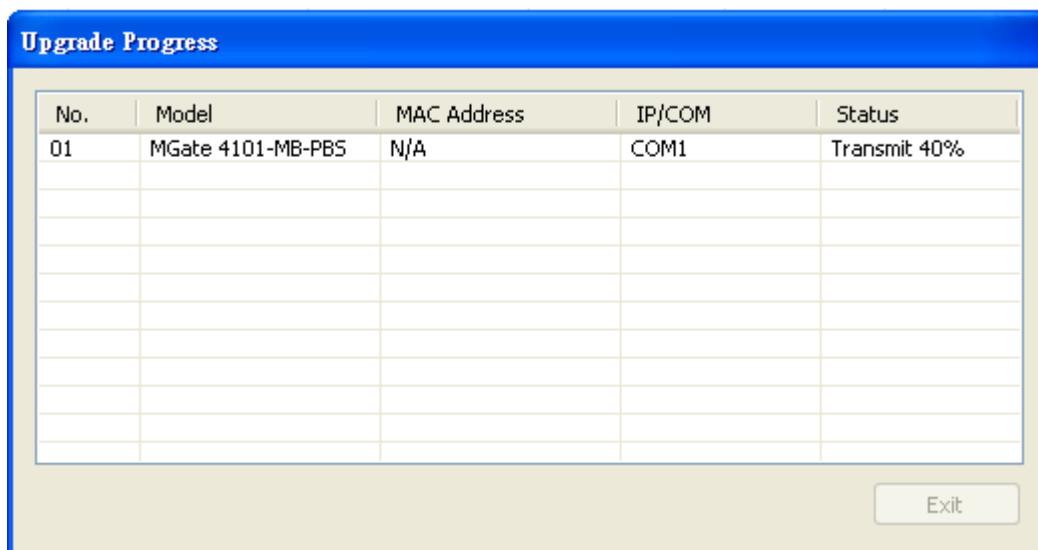 Upgrade Progress
No. Model MAC Address IP/COM Status
01 MGate 4101-MB-PBS N/A COM1 Transmit 40%
Exit